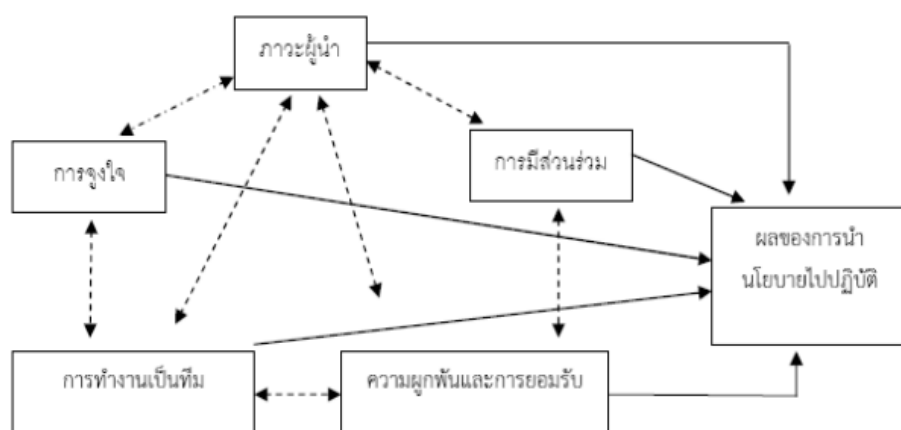 ภาวะผู้นำ
การจูงใจ
การมีส่วนร่วม
ผลของการนำ
นโยบายไปปฏิบัติ
การทำงานเป็นทีม
ความผูกพันและการยอมรับ